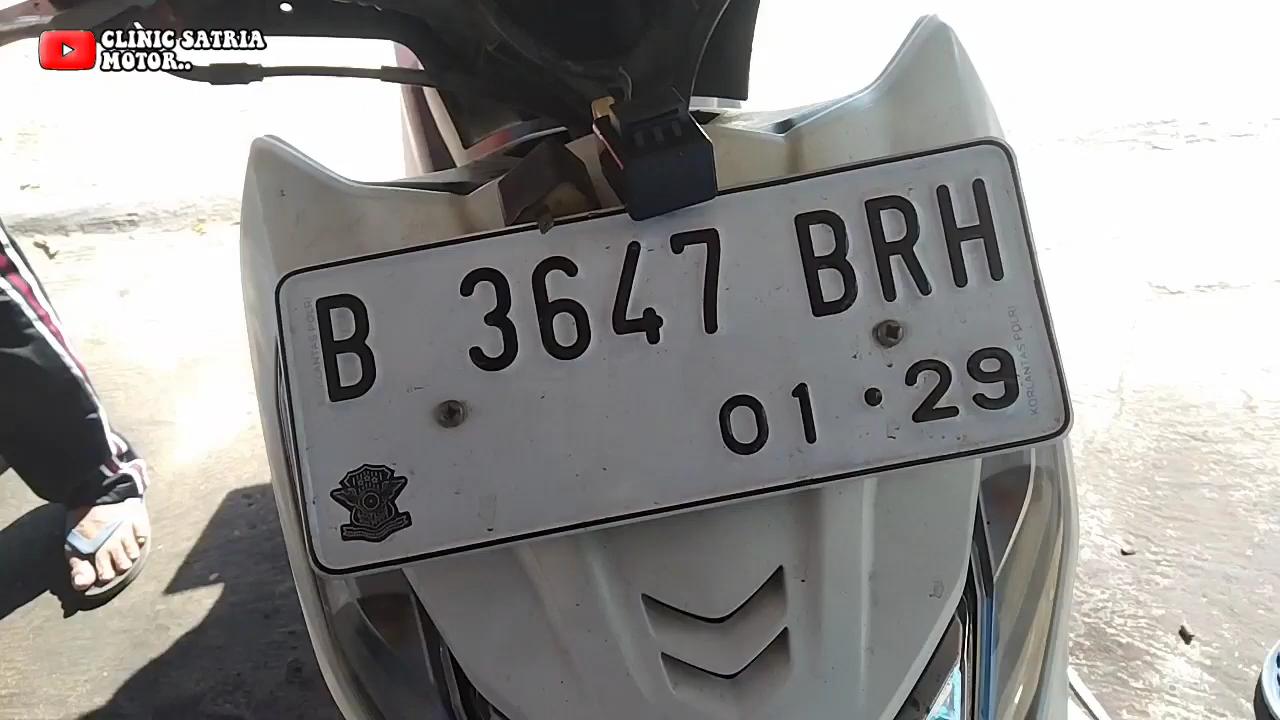 CLINIC SATRIA
MOTOR..
B 3647 BRH
01 · 29
KORLANTAS POLRI
KORLANTAS POLRI